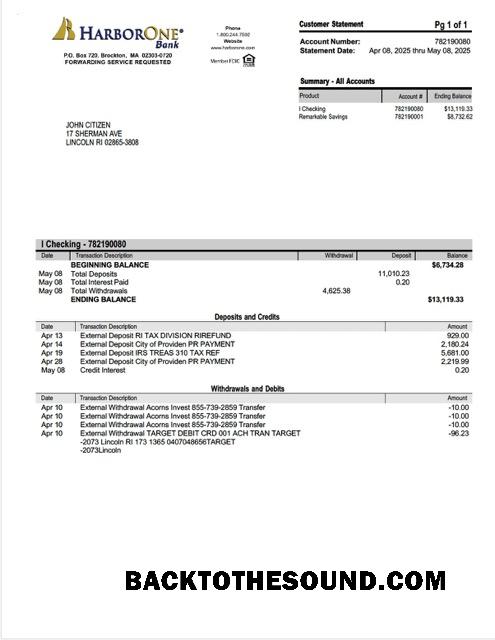 HARBORONE®
Bank
P.O. Box 720, Brockton, MA 02303-0720
FORWARDING SERVICE REQUESTED
Phone
1.800.244.7592
Website
www.harborone.com
Member FDIC
Customer Statement Pg 1 of 1
Account Number: 782190080
Statement Date: Apr 08, 2025 thru May 08, 2025
Summary - All Accounts
Product Account # Ending Balance
I Checking 782190080 $13,119.33
Remarkable Savings 782190001 $8,732.62
JOHN CITIZEN
17 SHERMAN AVE
LINCOLN RI 02865-3808
I Checking - 782190080
Date Transaction Description Withdrawal Deposit Balance
BEGINNING BALANCE $6,734.28
May 08 Total Deposits 11,010.23
May 08 Total Interest Paid 0.20
May 08 Total Withdrawals 4,625.38
ENDING BALANCE $13,119.33
Deposits and Credits
Date Transaction Description Amount
Apr 13 External Deposit RI TAX DIVISION RIREFUND 929.00
Apr 14 External Deposit City of Providen PR PAYMENT 2,180.24
Apr 19 External Deposit IRS TREAS 310 TAX REF 5,681.00
Apr 28 External Deposit City of Providen PR PAYMENT 2,219.99
May 08 Credit Interest 0.20
Withdrawals and Debits
Date Transaction Description Amount
Apr 10 External Withdrawal Acorns Invest 855-739-2859 Transfer -10.00
Apr 10 External Withdrawal Acorns Invest 855-739-2859 Transfer -10.00
Apr 10 External Withdrawal Acorns Invest 855-739-2859 Transfer -10.00
Apr 10 External Withdrawal TARGET DEBIT CRD 001 ACH TRAN TARGET -96.23
-2073 Lincoln RI 173 1365 0407048656TARGET
-2073Lincoln
BACKTOTHESOUND.COM